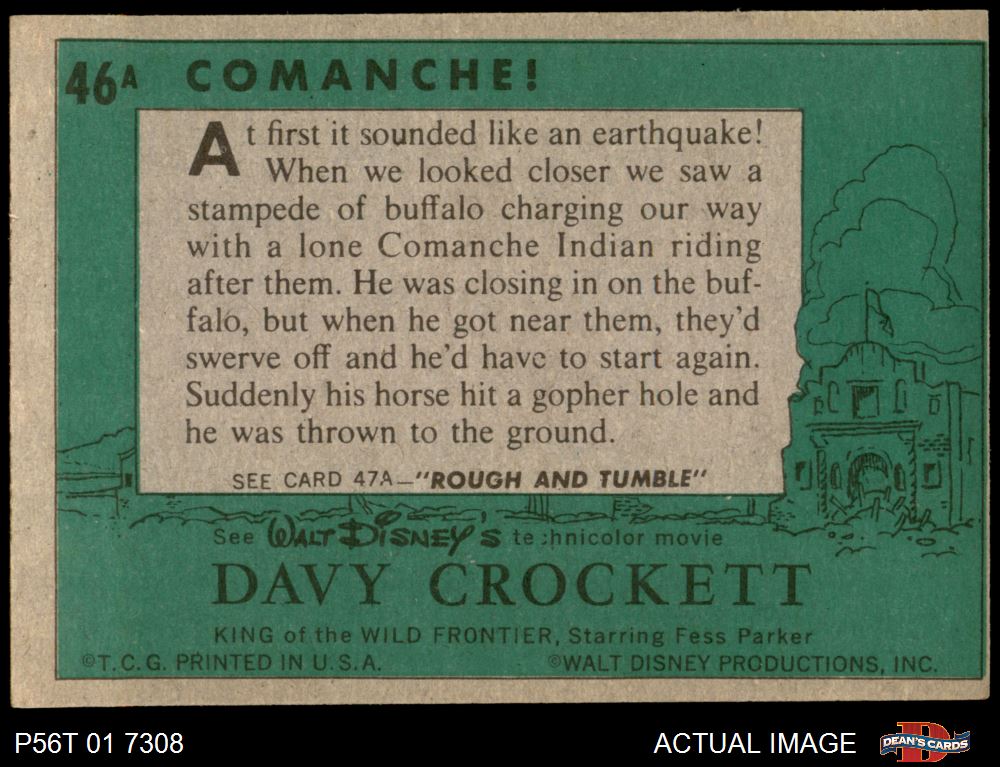 46A COMANCHE!
At first it sounded like an earthquake!
When we looked closer we saw a
stampede of buffalo charging our way
with a lone Comanche Indian riding
after them. He was closing in on the buf-
falo, but when he got near them, they'd
swerve off and he'd have to start again.
Suddenly his horse hit a gopher hole and
he was thrown to the ground.
SEE CARD 47A—"ROUGH AND TUMBLE"
See WALT DISNEY'S technicolor movie
DAVY CROCKETT
KING of the WILD FRONTIER, Starring Fess Parker
©T.C.G. PRINTED IN U.S.A. ©WALT DISNEY PRODUCTIONS, INC.
P56T 01 7308 ACTUAL IMAGE DEAN'S CARDS